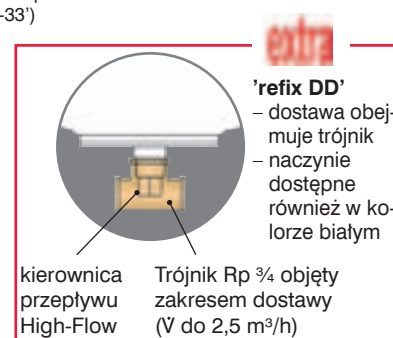 -33’)
extra
’refix DD’
– dostawa obej-
muje trójnik
– naczynie
dostępne
również w ko-
lorze białym
kierownica
przepływu
High-Flow
Trójnik Rp ¾ objęty
zakresem dostawy
(V̇ do 2,5 m³/h)